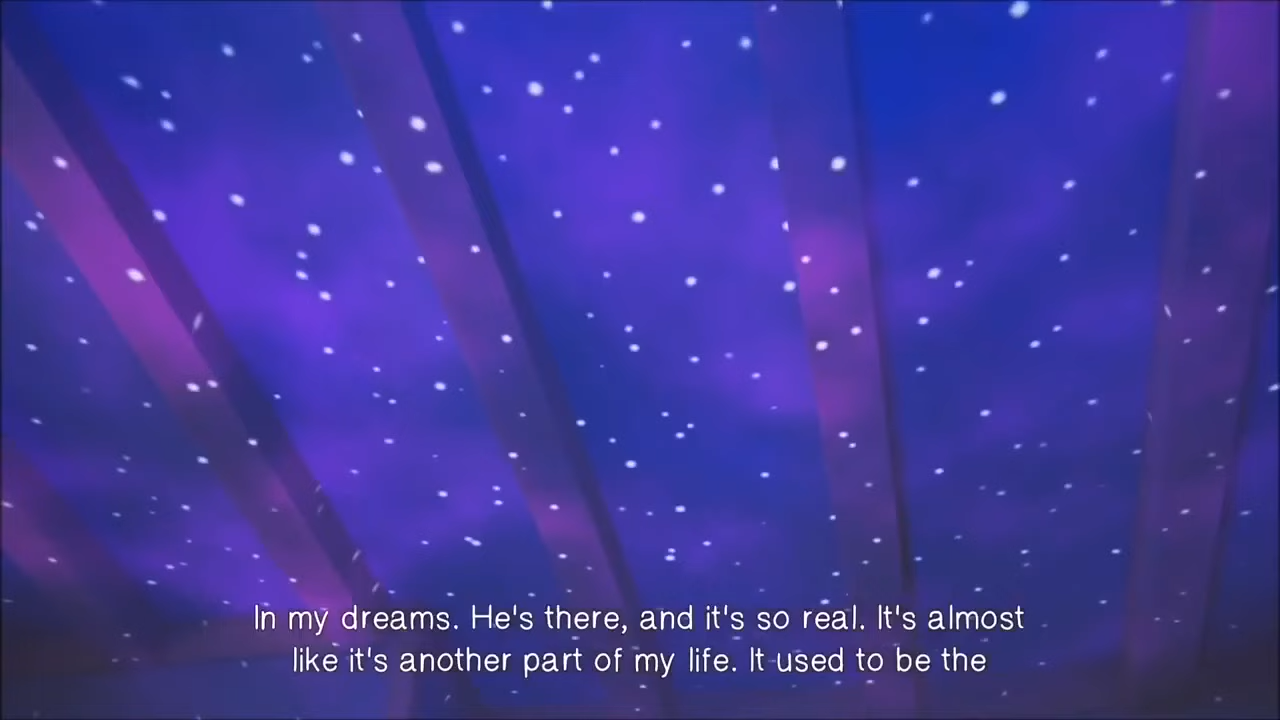 In my dreams. He's there, and it's so real. It's almost
like it's another part of my life. It used to be the